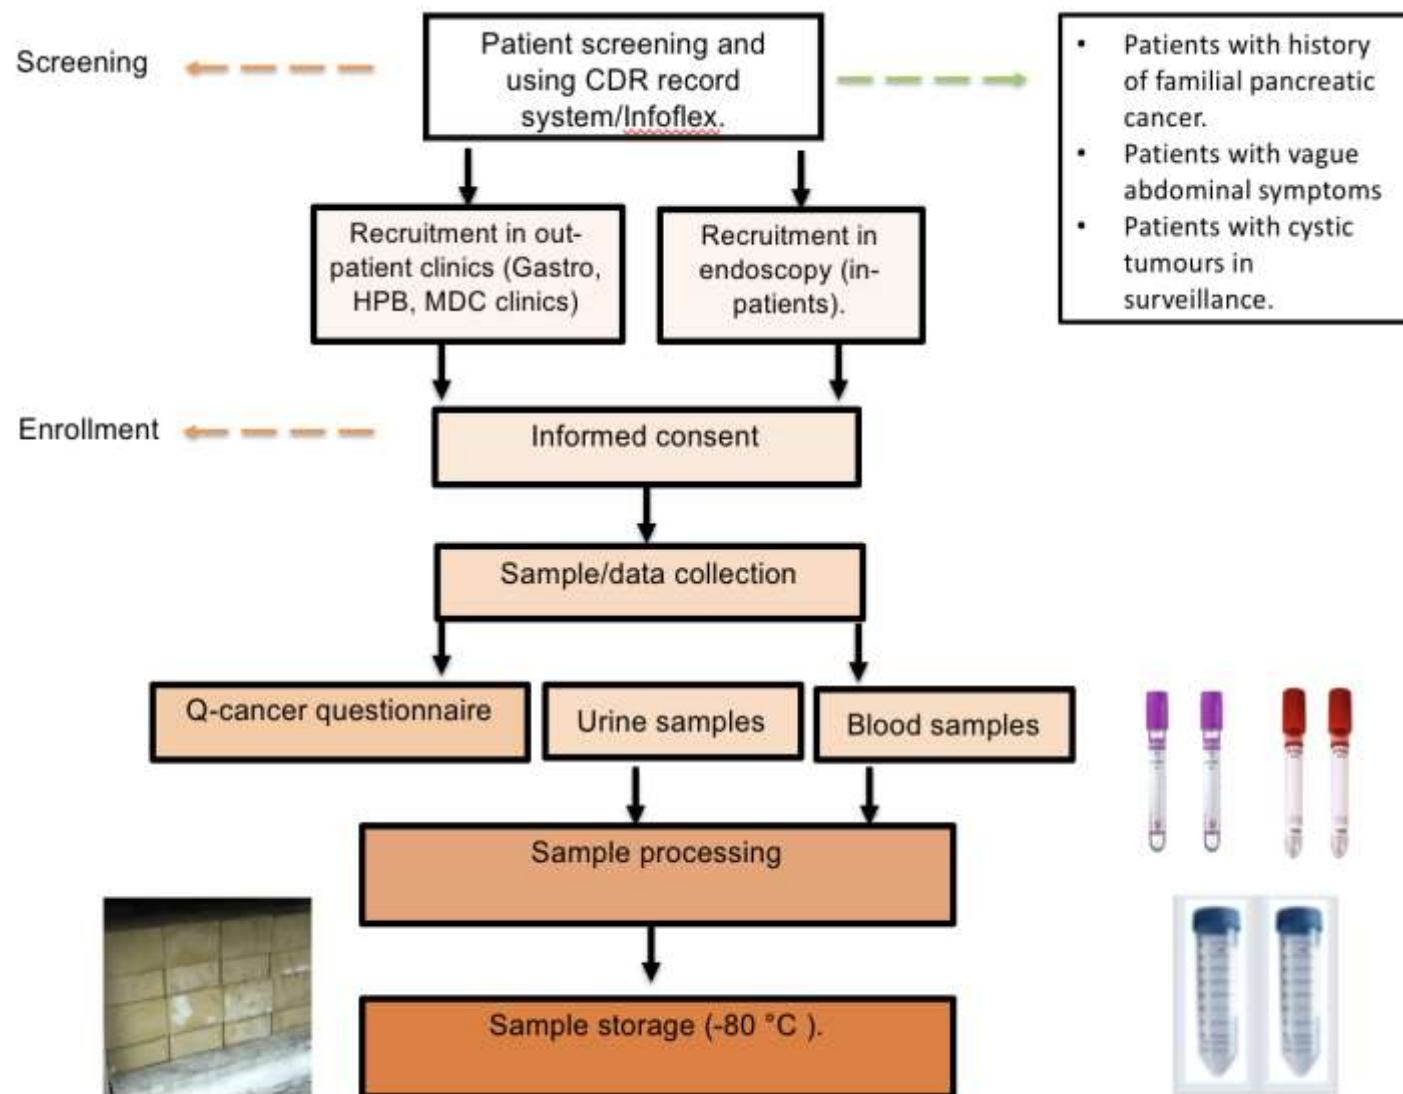 Screening
Patient screening and
using CDR record
system/Infoflex.
• Patients with history
of familial pancreatic
cancer.
• Patients with vague
abdominal symptoms
• Patients with cystic
tumours in
surveillance.
Recruitment in out-
patient clinics (Gastro,
HPB, MDC clinics)
Recruitment in
endoscopy (in-
patients).
Enrollment
Informed consent
Sample/data collection
Q-cancer questionnaire
Urine samples
Blood samples
Sample processing
Sample storage (-80 °C ).